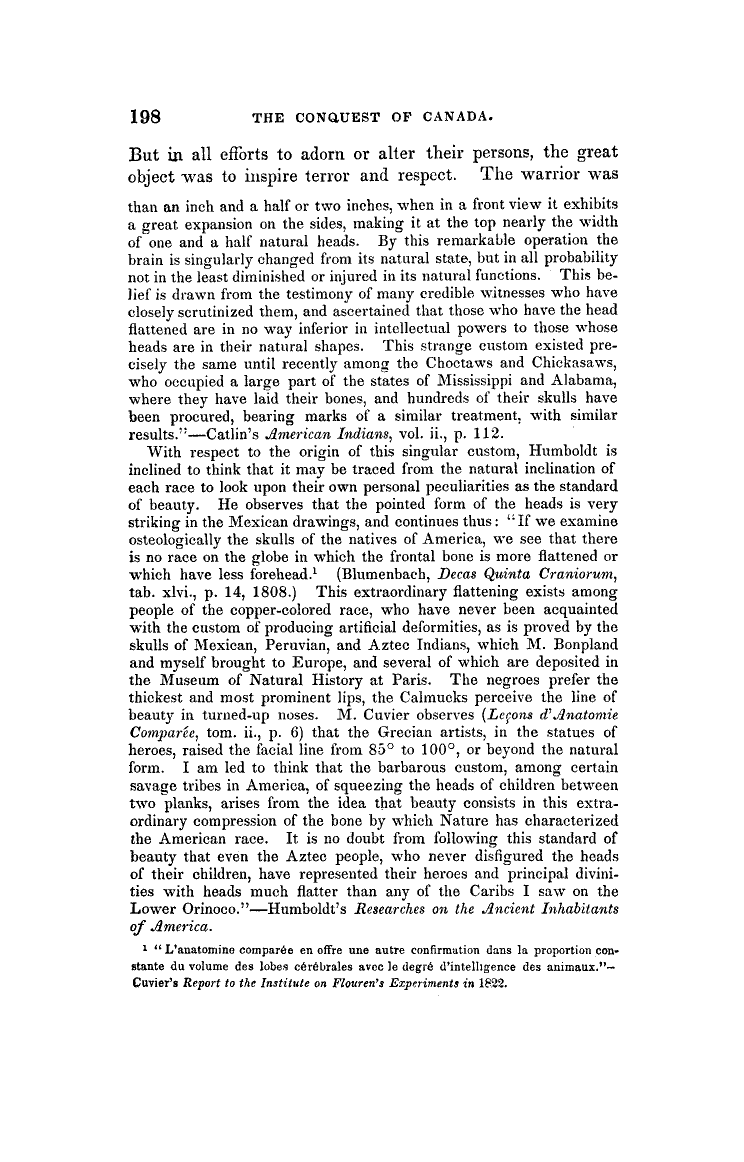 198 THE CONQUEST OF CANADA.
But in all efforts to adorn or alter their persons, the great
object was to inspire terror and respect. The warrior was
than an inch and a half or two inches, when in a front view it exhibits
a great expansion on the sides, making it at the top nearly the width
of one and a half natural heads. By this remarkable operation the
brain is singularly changed from its natural state, but in all probability
not in the least diminished or injured in its natural functions. This be-
lief is drawn from the testimony of many credible witnesses who have
closely scrutinized them, and ascertained that those who have the head
flattened are in no way inferior in intellectual powers to those whose
heads are in their natural shapes. This strange custom existed pre-
cisely the same until recently among the Choctaws and Chickasaws,
who occupied a large part of the states of Mississippi and Alabama,
where they have laid their bones, and hundreds of their skulls have
been procured, bearing marks of a similar treatment, with similar
results."—Catlin's American Indians, vol. ii., p. 112.
With respect to the origin of this singular custom, Humboldt is
inclined to think that it may be traced from the natural inclination of
each race to look upon their own personal peculiarities as the standard
of beauty. He observes that the pointed form of the heads is very
striking in the Mexican drawings, and continues thus: "If we examine
osteologically the skulls of the natives of America, we see that there
is no race on the globe in which the frontal bone is more flattened or
which have less forehead.¹ (Blumenbach, Decas Quinta Craniorum,
tab. xlvi., p. 14, 1808.) This extraordinary flattening exists among
people of the copper-colored race, who have never been acquainted
with the custom of producing artificial deformities, as is proved by the
skulls of Mexican, Peruvian, and Aztec Indians, which M. Bonpland
and myself brought to Europe, and several of which are deposited in
the Museum of Natural History at Paris. The negroes prefer the
thickest and most prominent lips, the Calmucks perceive the line of
beauty in turned-up noses. M. Cuvier observes (Leçons d'Anatomie
Comparée, tom. ii., p. 6) that the Grecian artists, in the statues of
heroes, raised the facial line from 85° to 100°, or beyond the natural
form. I am led to think that the barbarous custom, among certain
savage tribes in America, of squeezing the heads of children between
two planks, arises from the idea that beauty consists in this extra-
ordinary compression of the bone by which Nature has characterized
the American race. It is no doubt from following this standard of
beauty that even the Aztec people, who never disfigured the heads
of their children, have represented their heroes and principal divini-
ties with heads much flatter than any of the Caribs I saw on the
Lower Orinoco."—Humboldt's Researches on the Ancient Inhabitants
of America.
¹ "L'anatomine comparée en offre une autre confirmation dans la proportion con-
stante du volume des lobes cérébrales avec le degré d'intelligence des animaux."—
Cuvier's Report to the Institute on Flouren's Experiments in 1822.